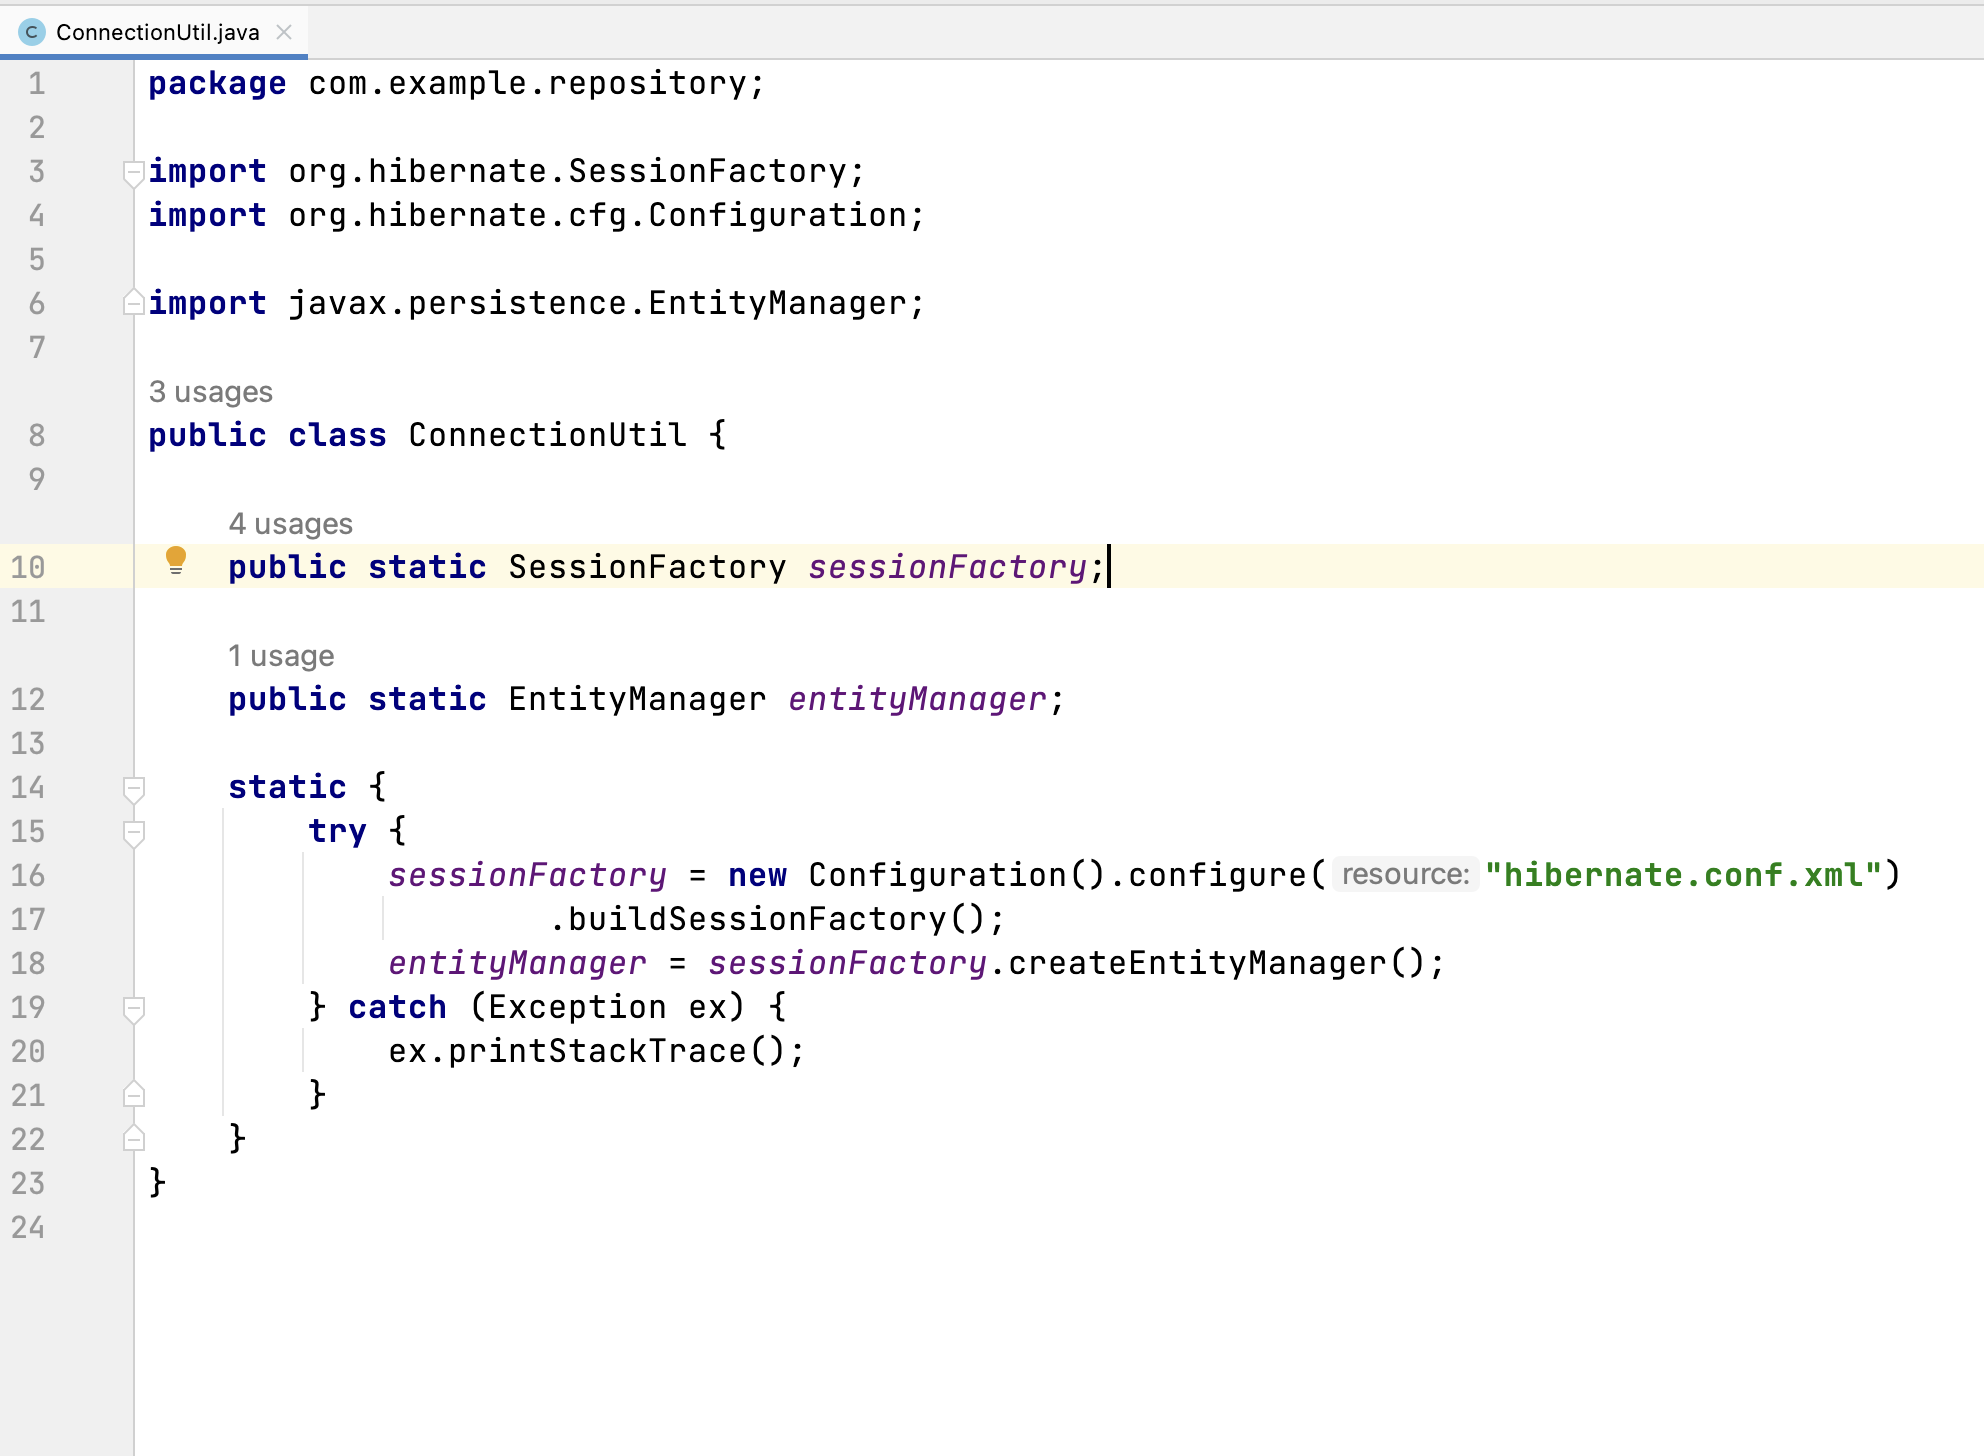 C ConnectionUtil.java
1 package com.example.repository;
2
3 import org.hibernate.SessionFactory;
4 import org.hibernate.cfg.Configuration;
5
6 import javax.persistence.EntityManager;
7
3 usages
8 public class ConnectionUtil {
9
4 usages
10 public static SessionFactory sessionFactory;
11
1 usage
12 public static EntityManager entityManager;
13
14 static {
15 try {
16 sessionFactory = new Configuration().configure( resource: "hibernate.conf.xml")
17 .buildSessionFactory();
18 entityManager = sessionFactory.createEntityManager();
19 } catch (Exception ex) {
20 ex.printStackTrace();
21 }
22 }
23 }
24